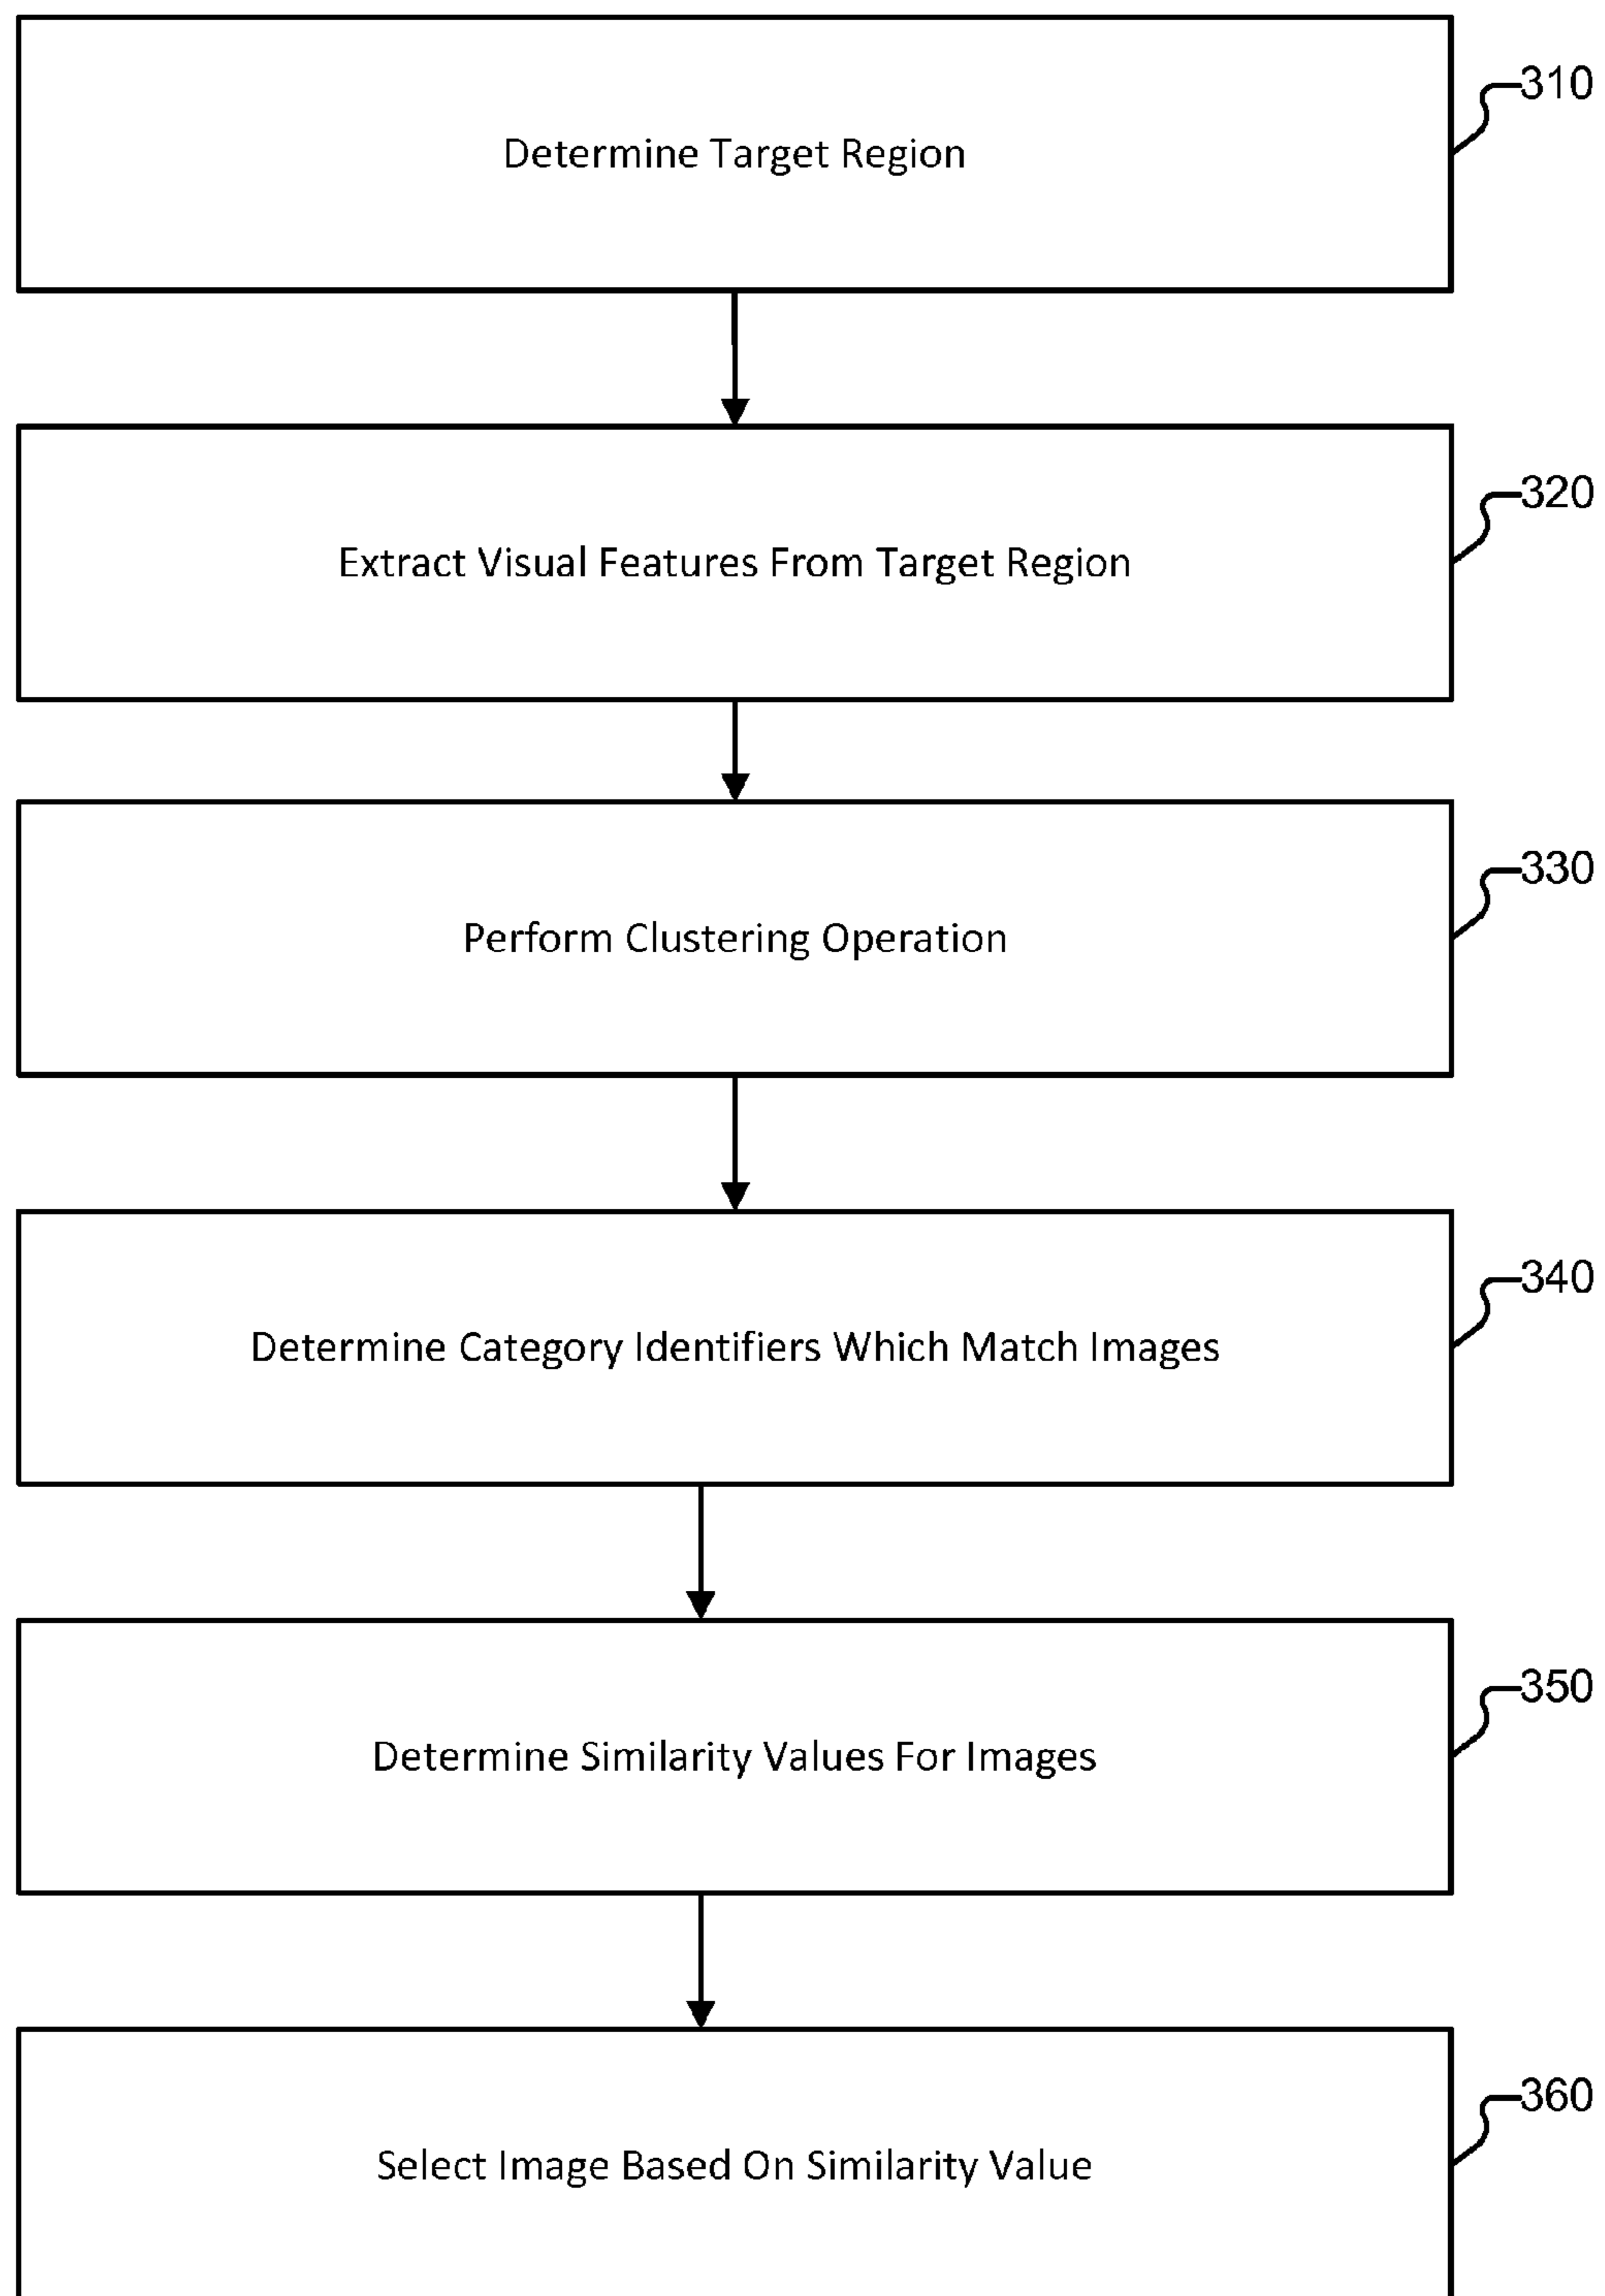 310
Determine Target Region
320
Extract Visual Features From Target Region
330
Perform Clustering Operation
340
Determine Category Identifiers Which Match Images
350
Determine Similarity Values For Images
360
Select Image Based On Similarity Value